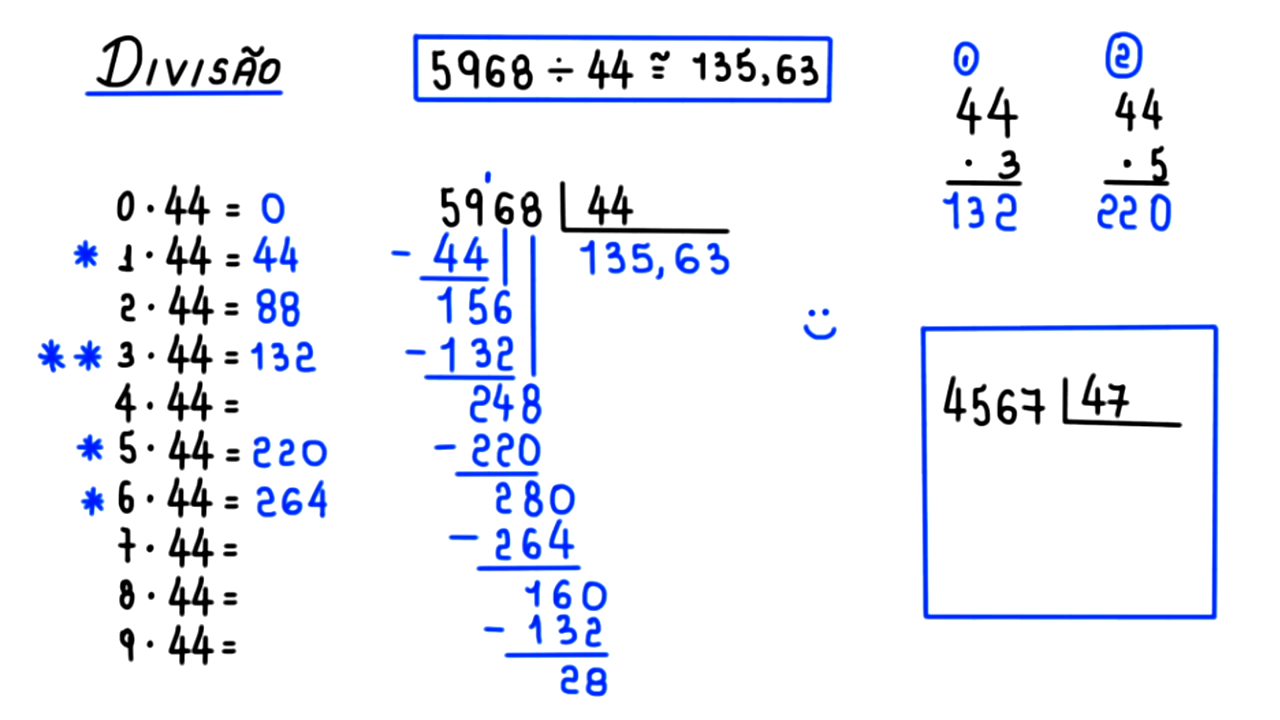 DIVISÃO
5968 ÷ 44 ≅ 135,63
0 · 44 = 0
* 1 · 44 = 44
2 · 44 = 88
* * 3 · 44 = 132
4 · 44 =
* 5 · 44 = 220
* 6 · 44 = 264
7 · 44 =
8 · 44 =
9 · 44 =
5968 44
- 44 135,63
156
- 132
248
- 220
280
- 264
160
- 132
28
1
44
· 3
132
2
44
· 5
220
4567 47